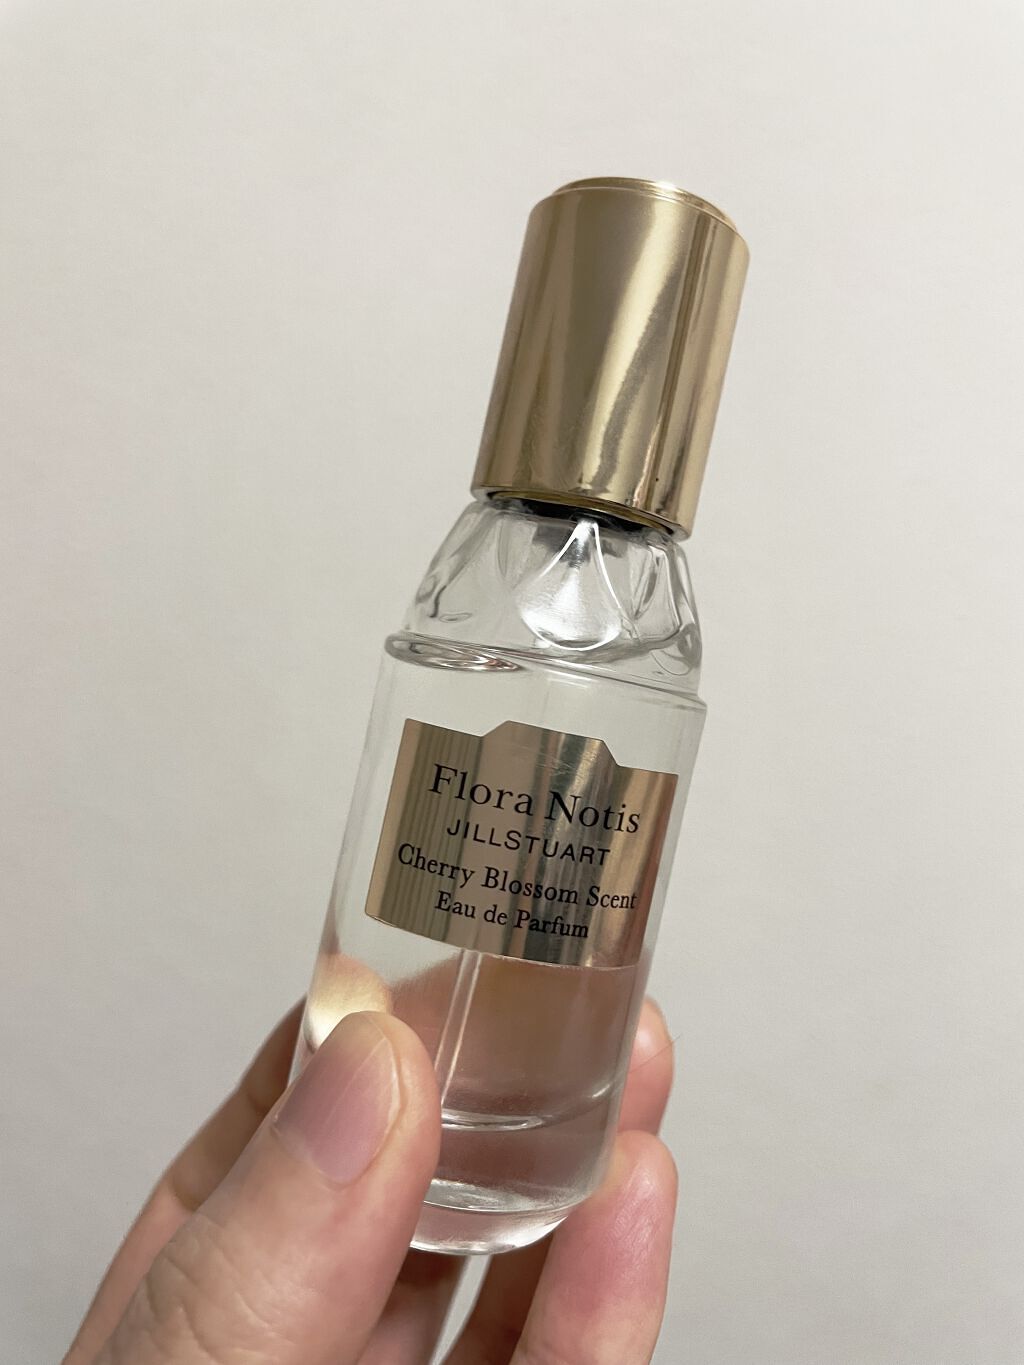 Flora Notis
JILLSTUART
Cherry Blossom Scent
Eau de Parfum